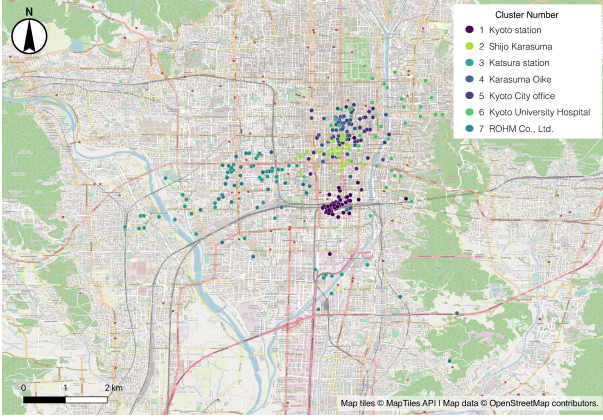 N
Cluster Number
1 Kyoto station
2 Shijo Karasuma
3 Katsura station
4 Karasuma Oike
5 Kyoto City office
6 Kyoto University Hospital
7 ROHM Co., Ltd.
0 1 2 km
Map tiles © MapTiles API I Map data © OpenStreetMap contributors.